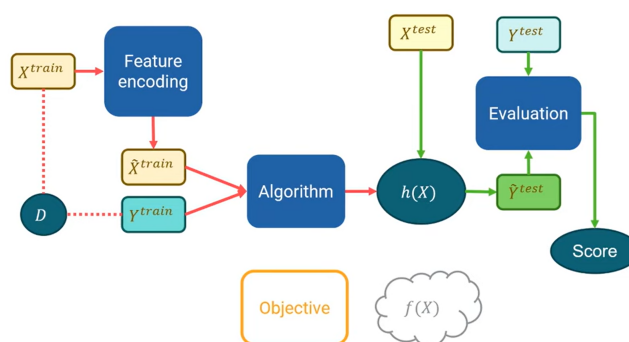 X^{train}
Feature
encoding
X^{test}
Y^{test}
Evaluation
X̃^{train}
Algorithm
h(X)
Ỹ^{test}
D
Y^{train}
Score
Objective
f(X)